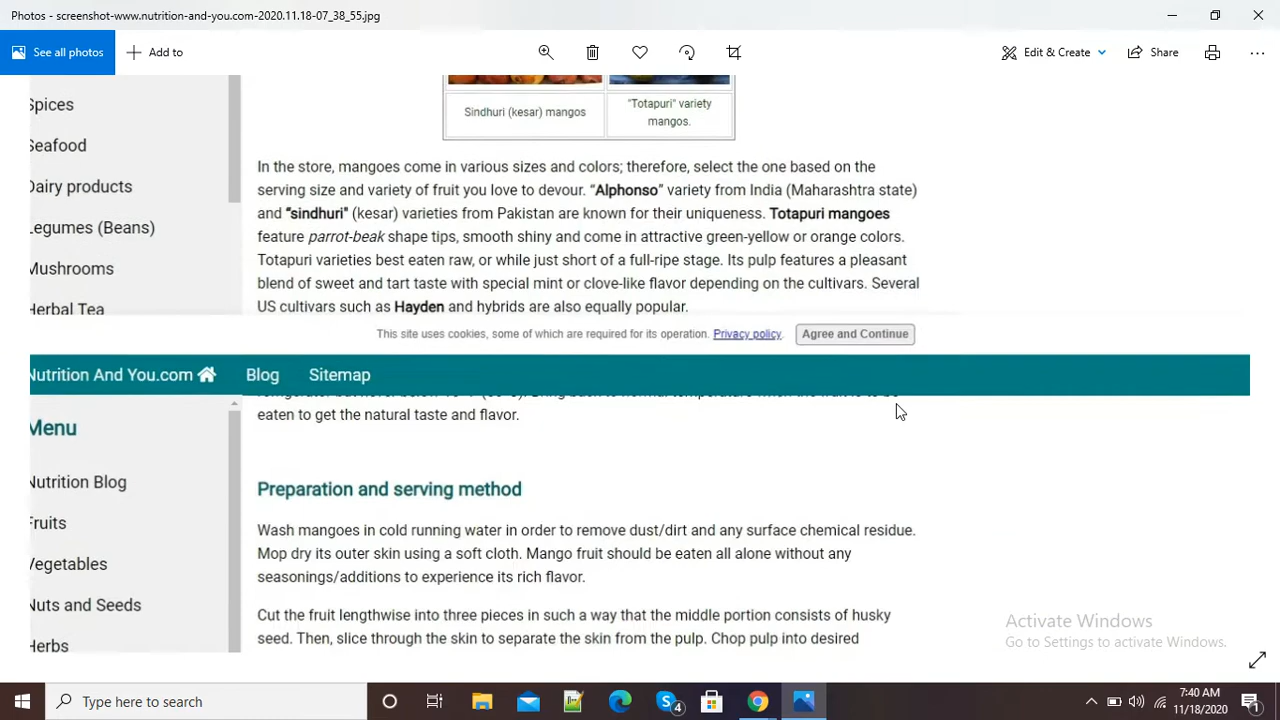 Photos - screenshot-www.nutrition-and-you.com-2020.11.18-07_38_55.jpg
See all photos
Add to
Edit & Create
Share
Spices
Seafood
Dairy products
Legumes (Beans)
Mushrooms
Herbal Tea
Sindhuri (kesar) mangos
"Totapuri" variety
mangos.
In the store, mangoes come in various sizes and colors; therefore, select the one based on the
serving size and variety of fruit you love to devour. “Alphonso” variety from India (Maharashtra state)
and “sindhuri" (kesar) varieties from Pakistan are known for their uniqueness. Totapuri mangoes
feature parrot-beak shape tips, smooth shiny and come in attractive green-yellow or orange colors.
Totapuri varieties best eaten raw, or while just short of a full-ripe stage. Its pulp features a pleasant
blend of sweet and tart taste with special mint or clove-like flavor depending on the cultivars. Several
US cultivars such as Hayden and hybrids are also equally popular.
This site uses cookies, some of which are required for its operation. Privacy policy. Agree and Continue
Nutrition And You.com
Blog
Sitemap
eaten to get the natural taste and flavor.
Menu
Nutrition Blog
Fruits
Vegetables
Nuts and Seeds
Herbs
Preparation and serving method
Wash mangoes in cold running water in order to remove dust/dirt and any surface chemical residue.
Mop dry its outer skin using a soft cloth. Mango fruit should be eaten all alone without any
seasonings/additions to experience its rich flavor.
Cut the fruit lengthwise into three pieces in such a way that the middle portion consists of husky
seed. Then, slice through the skin to separate the skin from the pulp. Chop pulp into desired
Activate Windows
Go to Settings to activate Windows.
Type here to search
4
7:40 AM
11/18/2020
1